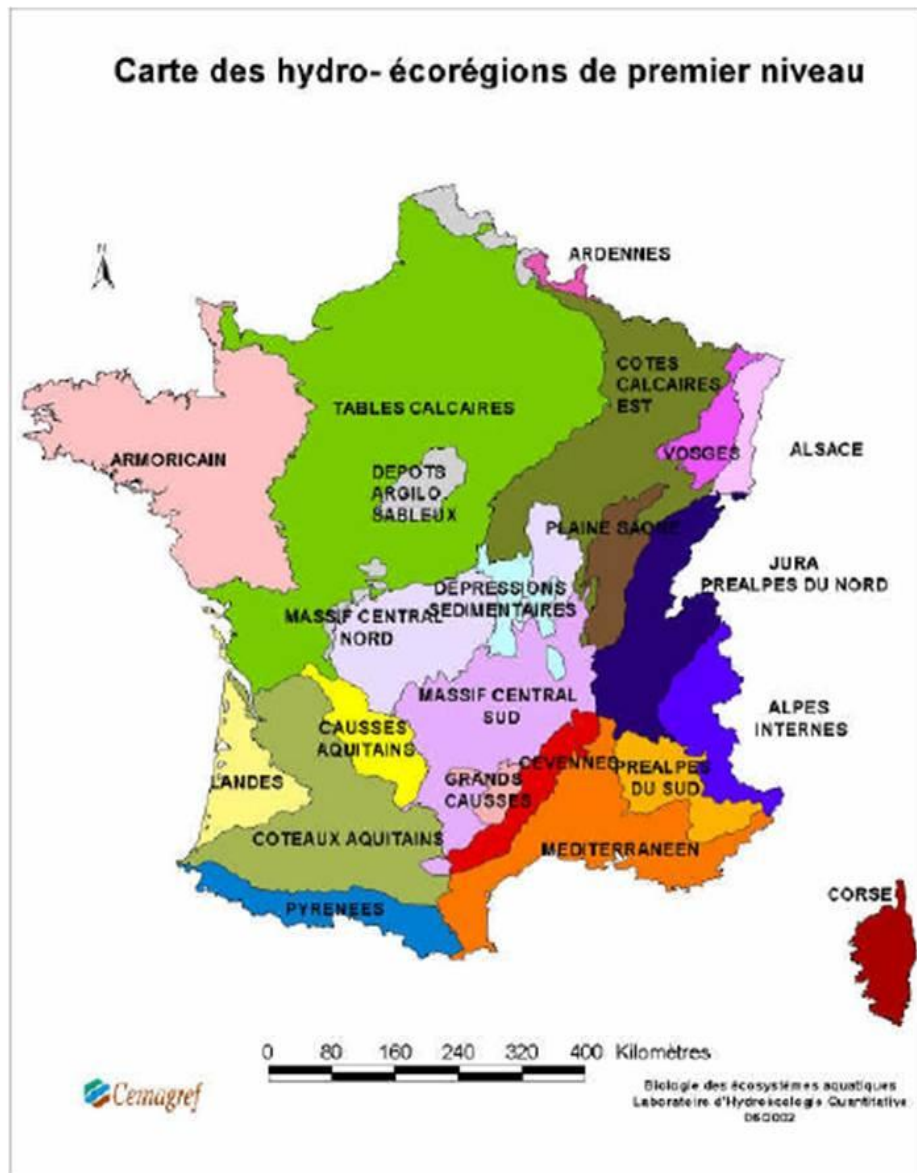 Carte des hydro- écorégions de premier niveau
N
ARDENNES
COTES
CALCAIRES
EST
TABLES CALCAIRES
ARMORICAIN
VOSGES
ALSACE
DEPOTS
ARGILO
SABLEUX
PLAINE SAONE
JURA
PREALPES DU NORD
DEPRESSIONS
SEDIMENTAIRES
MASSIF CENTRAL
NORD
MASSIF CENTRAL
SUD
ALPES
INTERNES
CAUSSES
AQUITAINS
LANDES
GRANDS
CAUSSES
CEVENNES
PREALPES
DU SUD
COTEAUX AQUITAINS
MEDITERRANEEN
PYRENEES
CORSE
0 80 160 240 320 400 Kilomètres
Cemagref
Biologie des écosystèmes aquatiques
Laboratoire d'Hydroécologie Quantitative